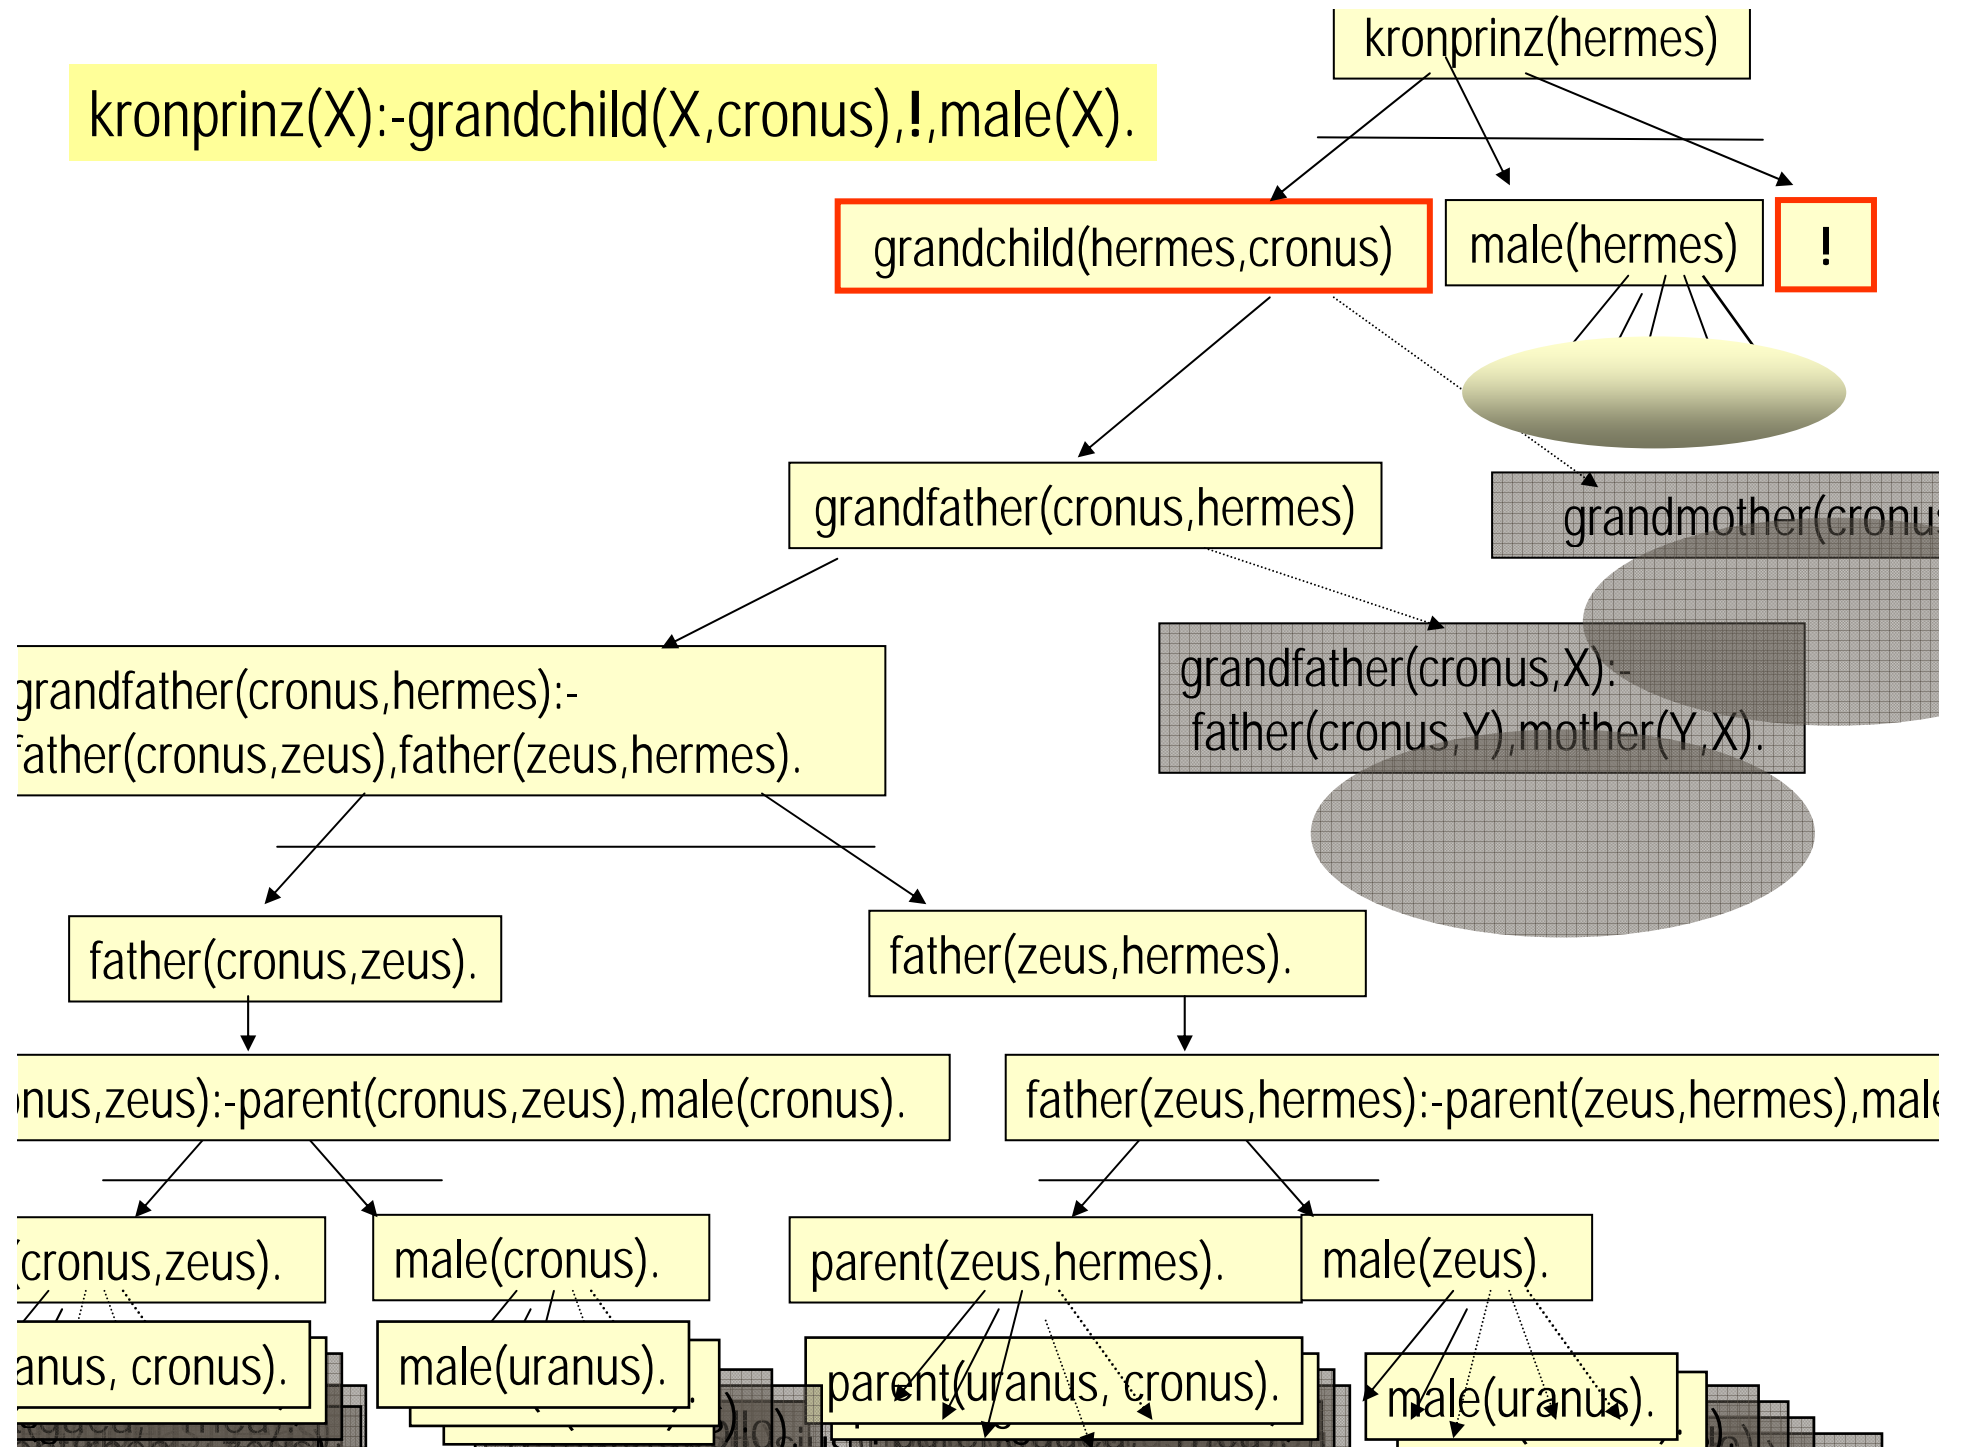 kronprinz(hermes)
kronprinz(X):-grandchild(X,cronus),!,male(X).
grandchild(hermes,cronus)
male(hermes)
!
grandfather(cronus,hermes)
grandmother(cronus
grandfather(cronus,hermes):-
father(cronus,zeus),father(zeus,hermes).
grandfather(cronus,X):-
father(cronus,Y),mother(Y,X).
father(cronus,zeus).
father(zeus,hermes).
onus,zeus):-parent(cronus,zeus),male(cronus).
father(zeus,hermes):-parent(zeus,hermes),male
(cronus,zeus).
male(cronus).
parent(zeus,hermes).
male(zeus).
anus, cronus).
male(uranus).
parent(uranus, cronus).
male(uranus).